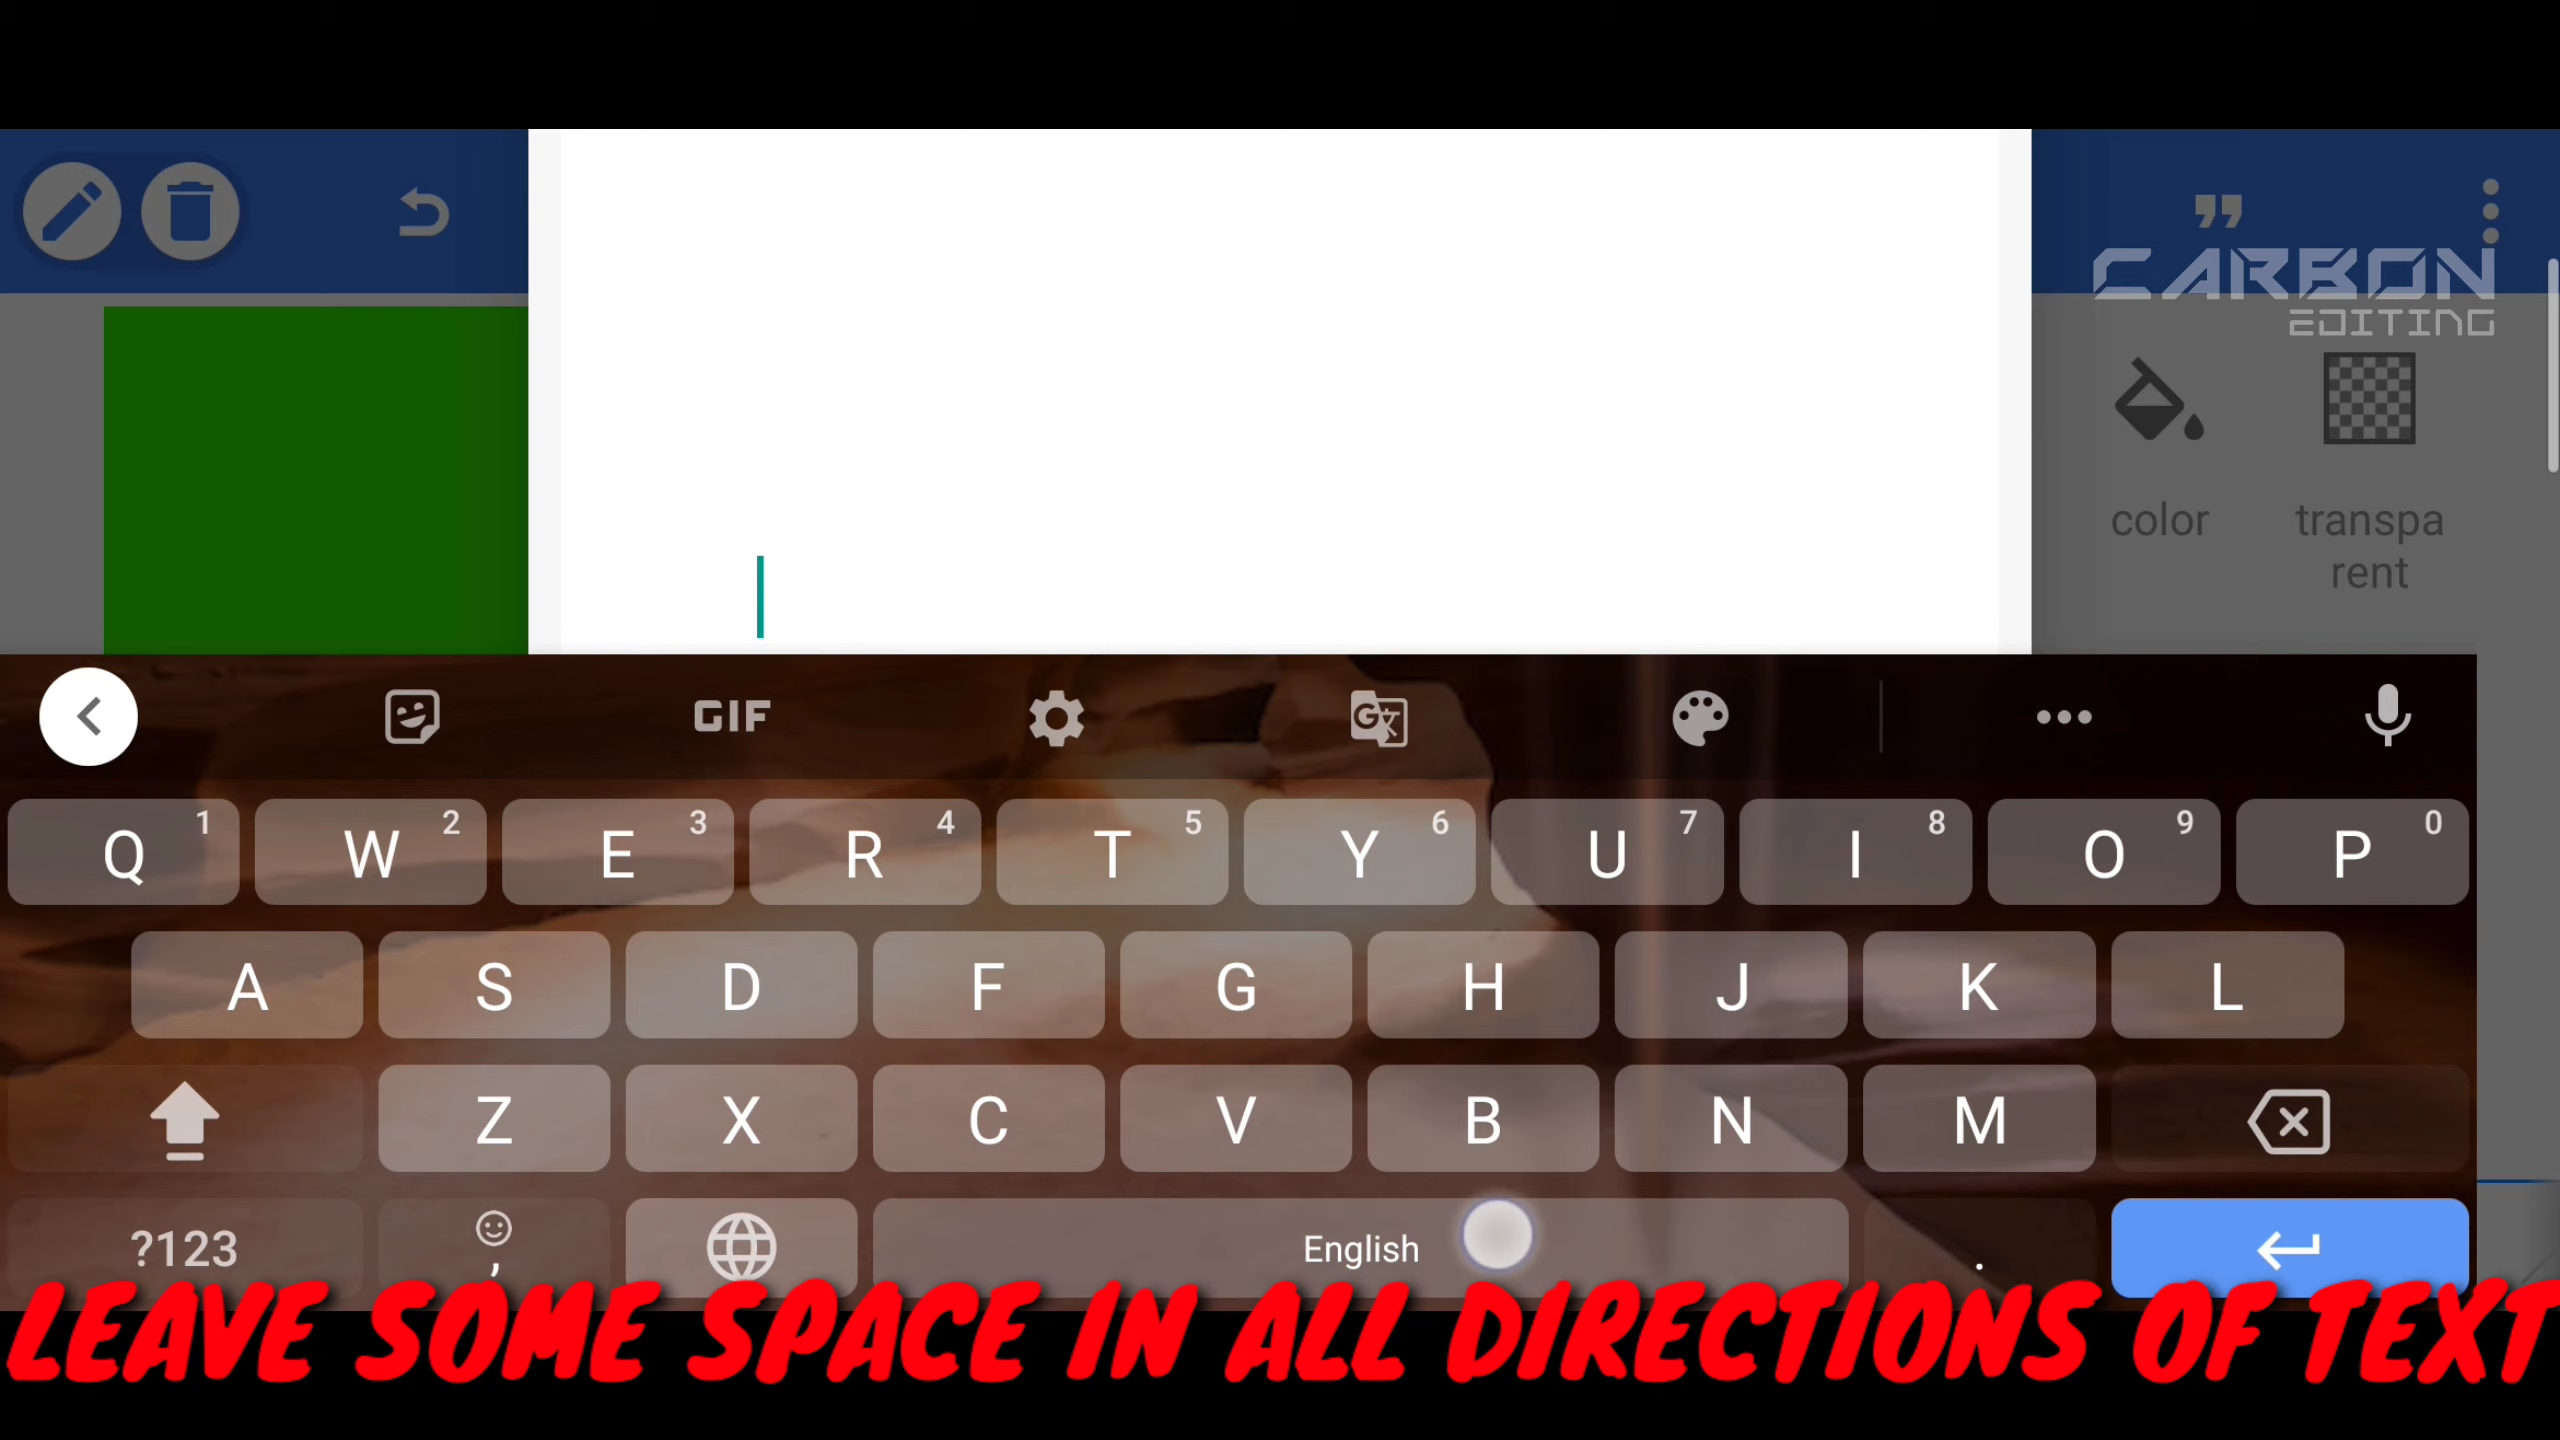 CARBON
EDITING
color
transpa
rent
GIF
Q 1 W 2 E 3 R 4 T 5 Y 6 U 7 I 8 O 9 P 0
A S D F G H J K L
Z X C V B N M
?123 , English .
LEAVE SOME SPACE IN ALL DIRECTIONS OF TEXT